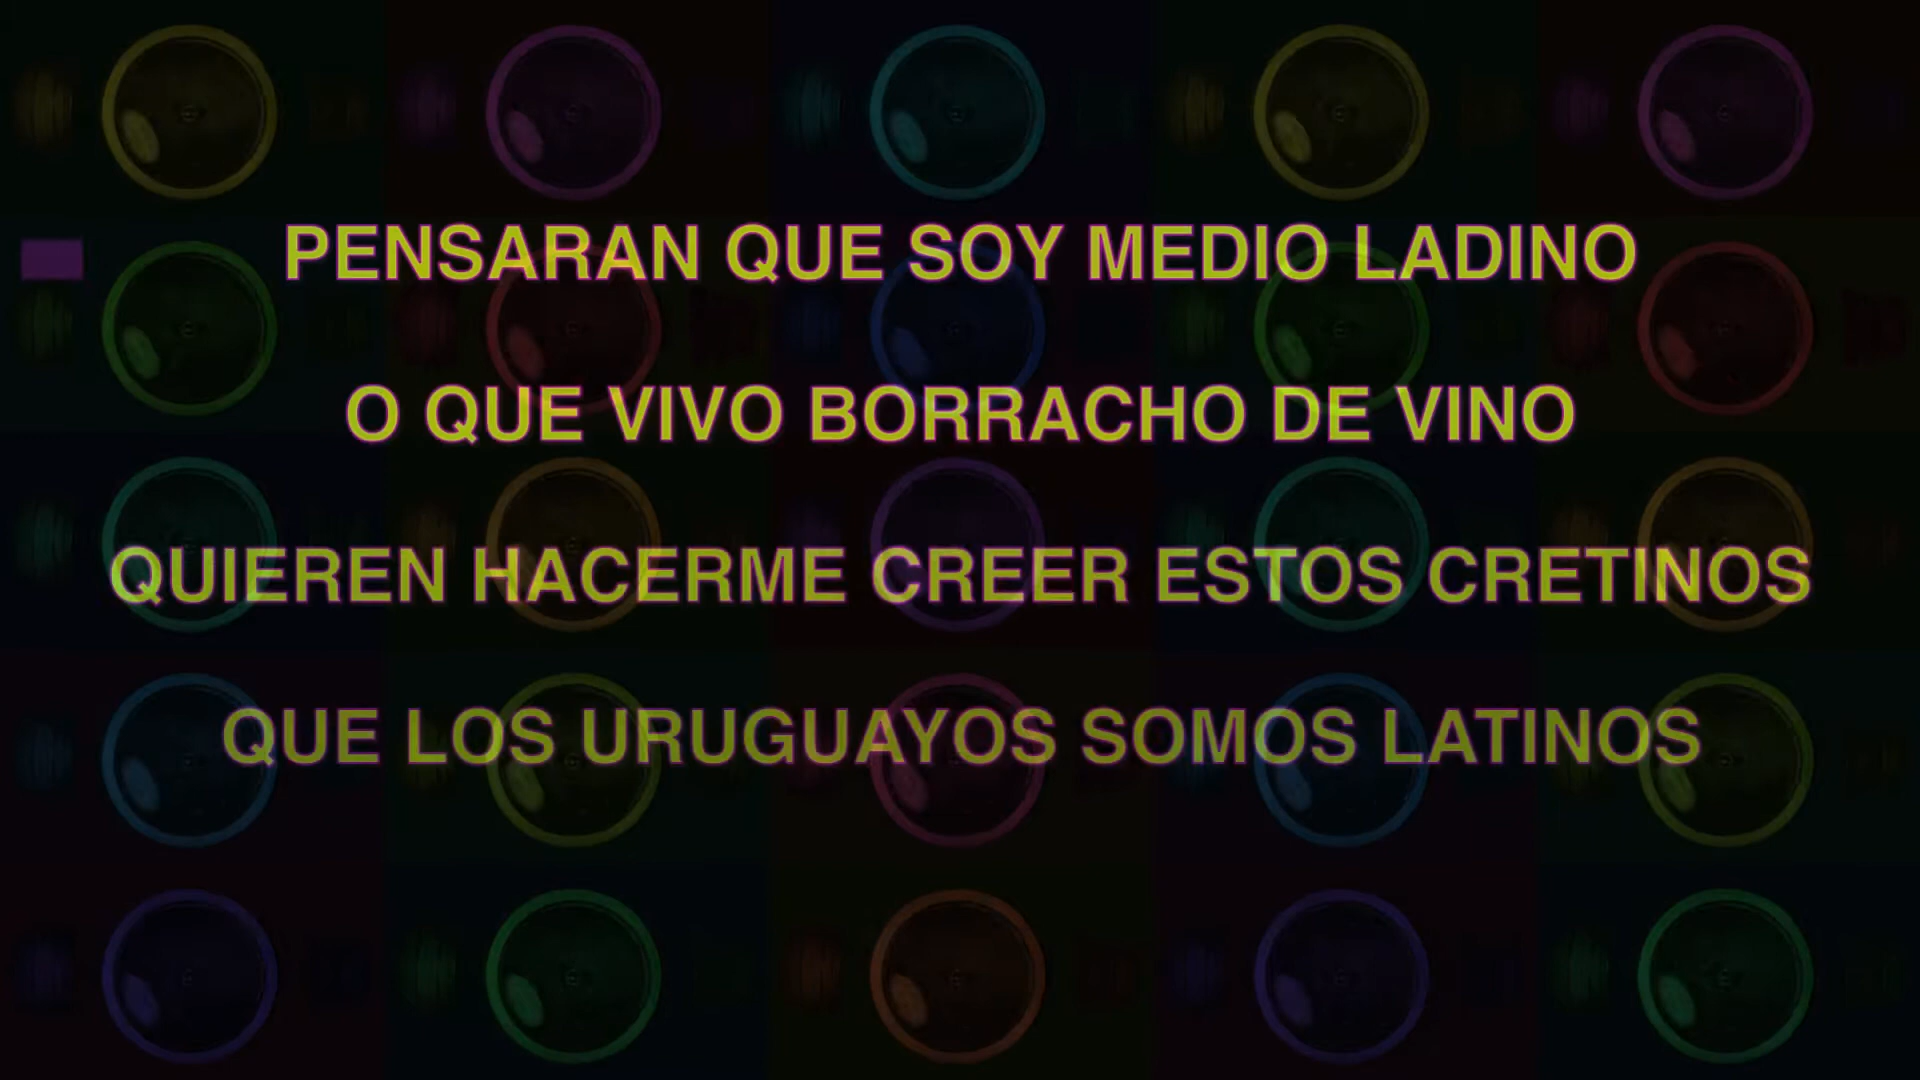 PENSARAN QUE SOY MEDIO LADINO
O QUE VIVO BORRACHO DE VINO
QUIEREN HACERME CREER ESTOS CRETINOS
QUE LOS URUGUAYOS SOMOS LATINOS